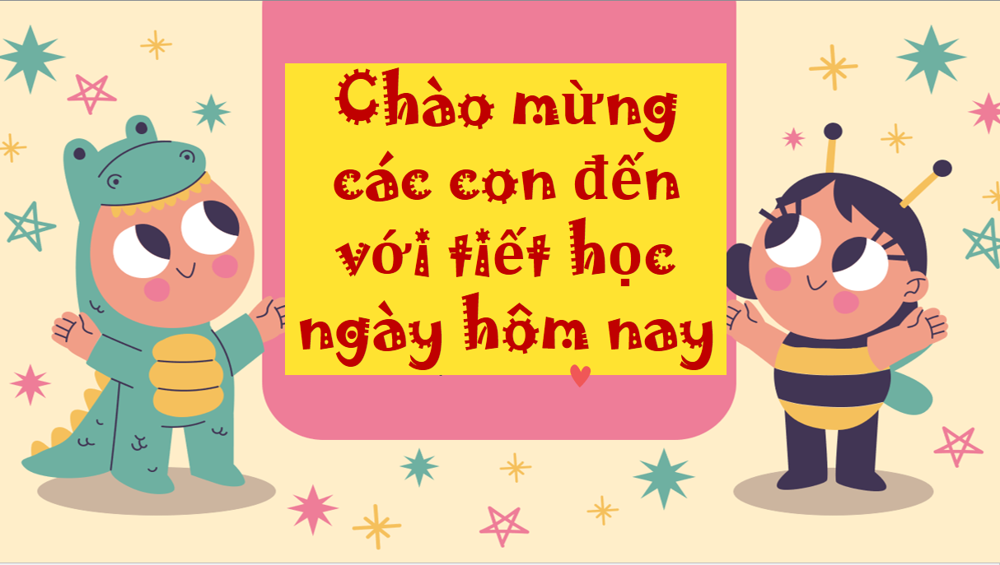 Chào mừng
các con đến
với tiết học
ngày hôm nay